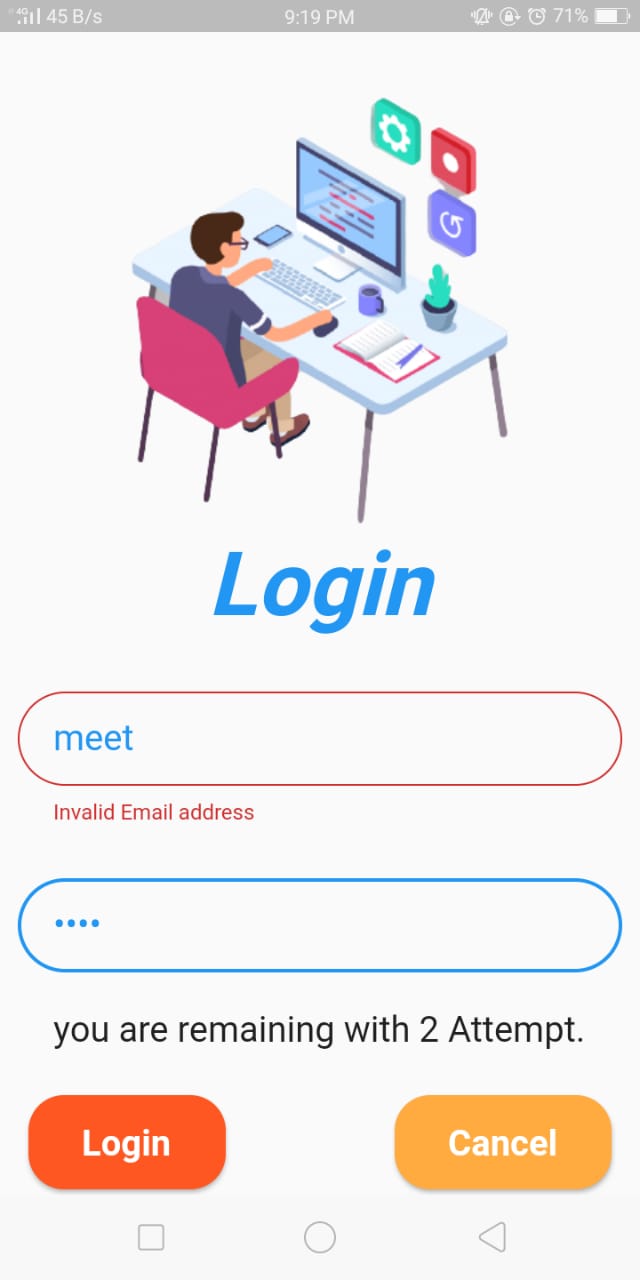 4G 45 B/s 9:19 PM 71%
Login
meet
Invalid Email address
••••
you are remaining with 2 Attempt.
Login Cancel